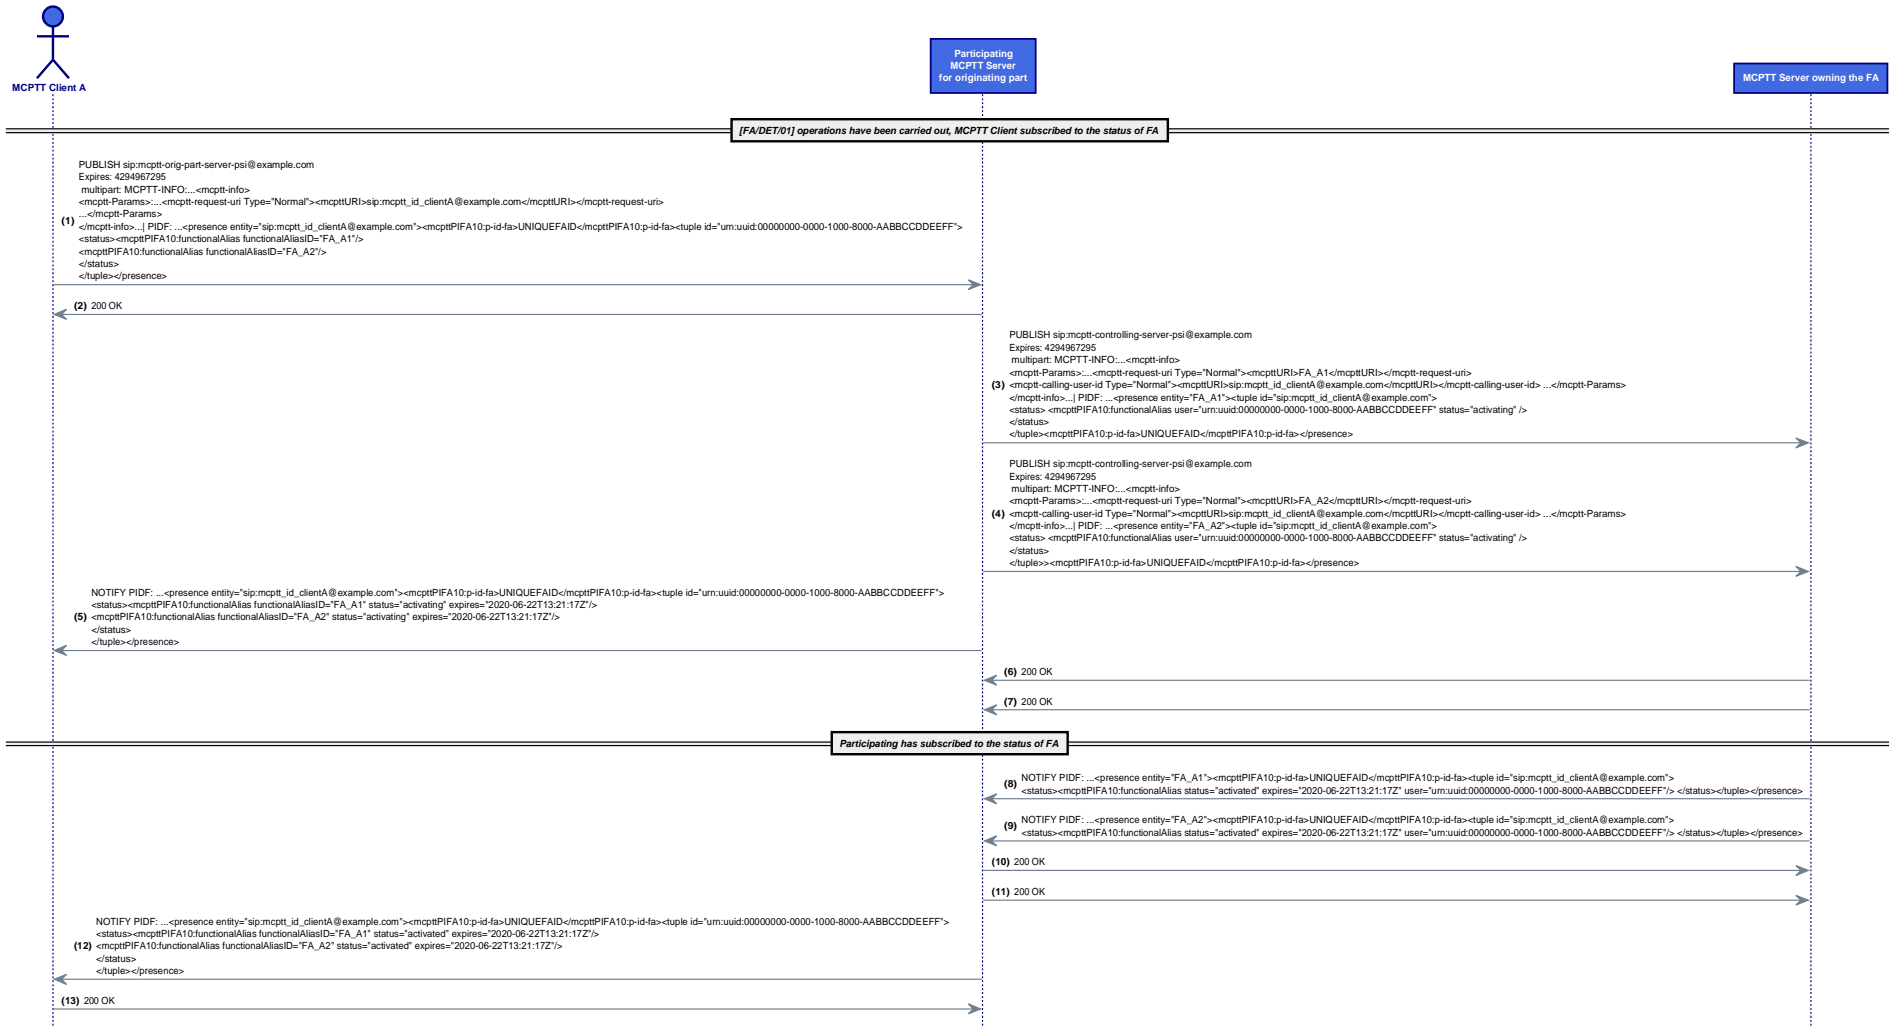 MCPTT Client A
Participating
MCPTT Server
for originating part
MCPTT Server owning the FA
[FA/DET/01] operations have been carried out, MCPTT Client subscribed to the status of FA
PUBLISH sip:mcptt-orig-part-server-psi@example.com
Expires: 4294967295
multipart: MCPTT-INFO:...<mcptt-info>
<mcptt-Params>:...<mcptt-request-uri Type="Normal"><mcpttURI>sip:mcptt_id_clientA@example.com</mcpttURI></mcptt-request-uri>
...</mcptt-Params>
(1) </mcptt-info>...| PIDF: ...<presence entity="sip:mcptt_id_clientA@example.com"><mcpttPIFA10:p-id-fa>UNIQUEFAID</mcpttPIFA10:p-id-fa><tuple id="urn:uuid:00000000-0000-1000-8000-AABBCCDDEEFF">
<status><mcpttPIFA10:functionalAlias functionalAliasID="FA_A1"/>
<mcpttPIFA10:functionalAlias functionalAliasID="FA_A2"/>
</status>
</tuple></presence>
(2) 200 OK
PUBLISH sip:mcptt-controlling-server-psi@example.com
Expires: 4294967295
multipart: MCPTT-INFO:...<mcptt-info>
<mcptt-Params>:...<mcptt-request-uri Type="Normal"><mcpttURI>FA_A1</mcpttURI></mcptt-request-uri>
(3) <mcptt-calling-user-id Type="Normal"><mcpttURI>sip:mcptt_id_clientA@example.com</mcpttURI></mcptt-calling-user-id> ...</mcptt-Params>
</mcptt-info>...| PIDF: ...<presence entity="FA_A1"><tuple id="sip:mcptt_id_clientA@example.com">
<status> <mcpttPIFA10:functionalAlias user="urn:uuid:00000000-0000-1000-8000-AABBCCDDEEFF" status="activating" />
</status>
</tuple><mcpttPIFA10:p-id-fa>UNIQUEFAID</mcpttPIFA10:p-id-fa></presence>
PUBLISH sip:mcptt-controlling-server-psi@example.com
Expires: 4294967295
multipart: MCPTT-INFO:...<mcptt-info>
<mcptt-Params>:...<mcptt-request-uri Type="Normal"><mcpttURI>FA_A2</mcpttURI></mcptt-request-uri>
(4) <mcptt-calling-user-id Type="Normal"><mcpttURI>sip:mcptt_id_clientA@example.com</mcpttURI></mcptt-calling-user-id> ...</mcptt-Params>
</mcptt-info>...| PIDF: ...<presence entity="FA_A2"><tuple id="sip:mcptt_id_clientA@example.com">
<status> <mcpttPIFA10:functionalAlias user="urn:uuid:00000000-0000-1000-8000-AABBCCDDEEFF" status="activating" />
</status>
</tuple>><mcpttPIFA10:p-id-fa>UNIQUEFAID</mcpttPIFA10:p-id-fa></presence>
NOTIFY PIDF: ...<presence entity="sip:mcptt_id_clientA@example.com"><mcpttPIFA10:p-id-fa>UNIQUEFAID</mcpttPIFA10:p-id-fa><tuple id="urn:uuid:00000000-0000-1000-8000-AABBCCDDEEFF">
<status><mcpttPIFA10:functionalAlias functionalAliasID="FA_A1" status="activating" expires="2020-06-22T13:21:17Z"/>
(5) <mcpttPIFA10:functionalAlias functionalAliasID="FA_A2" status="activating" expires="2020-06-22T13:21:17Z"/>
</status>
</tuple></presence>
(6) 200 OK
(7) 200 OK
Participating has subscribed to the status of FA
(8) NOTIFY PIDF: ...<presence entity="FA_A1"><mcpttPIFA10:p-id-fa>UNIQUEFAID</mcpttPIFA10:p-id-fa><tuple id="sip:mcptt_id_clientA@example.com">
<status><mcpttPIFA10:functionalAlias status="activated" expires="2020-06-22T13:21:17Z" user="urn:uuid:00000000-0000-1000-8000-AABBCCDDEEFF"/> </status></tuple></presence>
(9) NOTIFY PIDF: ...<presence entity="FA_A2"><mcpttPIFA10:p-id-fa>UNIQUEFAID</mcpttPIFA10:p-id-fa><tuple id="sip:mcptt_id_clientA@example.com">
<status><mcpttPIFA10:functionalAlias status="activated" expires="2020-06-22T13:21:17Z" user="urn:uuid:00000000-0000-1000-8000-AABBCCDDEEFF"/> </status></tuple></presence>
(10) 200 OK
(11) 200 OK
NOTIFY PIDF: ...<presence entity="sip:mcptt_id_clientA@example.com"><mcpttPIFA10:p-id-fa>UNIQUEFAID</mcpttPIFA10:p-id-fa><tuple id="urn:uuid:00000000-0000-1000-8000-AABBCCDDEEFF">
<status><mcpttPIFA10:functionalAlias functionalAliasID="FA_A1" status="activated" expires="2020-06-22T13:21:17Z"/>
(12) <mcpttPIFA10:functionalAlias functionalAliasID="FA_A2" status="activated" expires="2020-06-22T13:21:17Z"/>
</status>
</tuple></presence>
(13) 200 OK